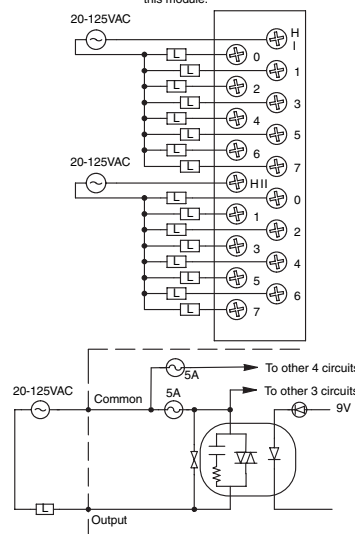 this module.
20-125VAC
H
I
L
0
L
1
L
2
L
3
L
4
L
5
L
6
L
7
20-125VAC
H II
L
0
L
1
L
2
L
3
L
4
L
5
L
6
L
7
5A
To other 4 circuits
20-125VAC
Common
5A
To other 3 circuits
9V
L
Output